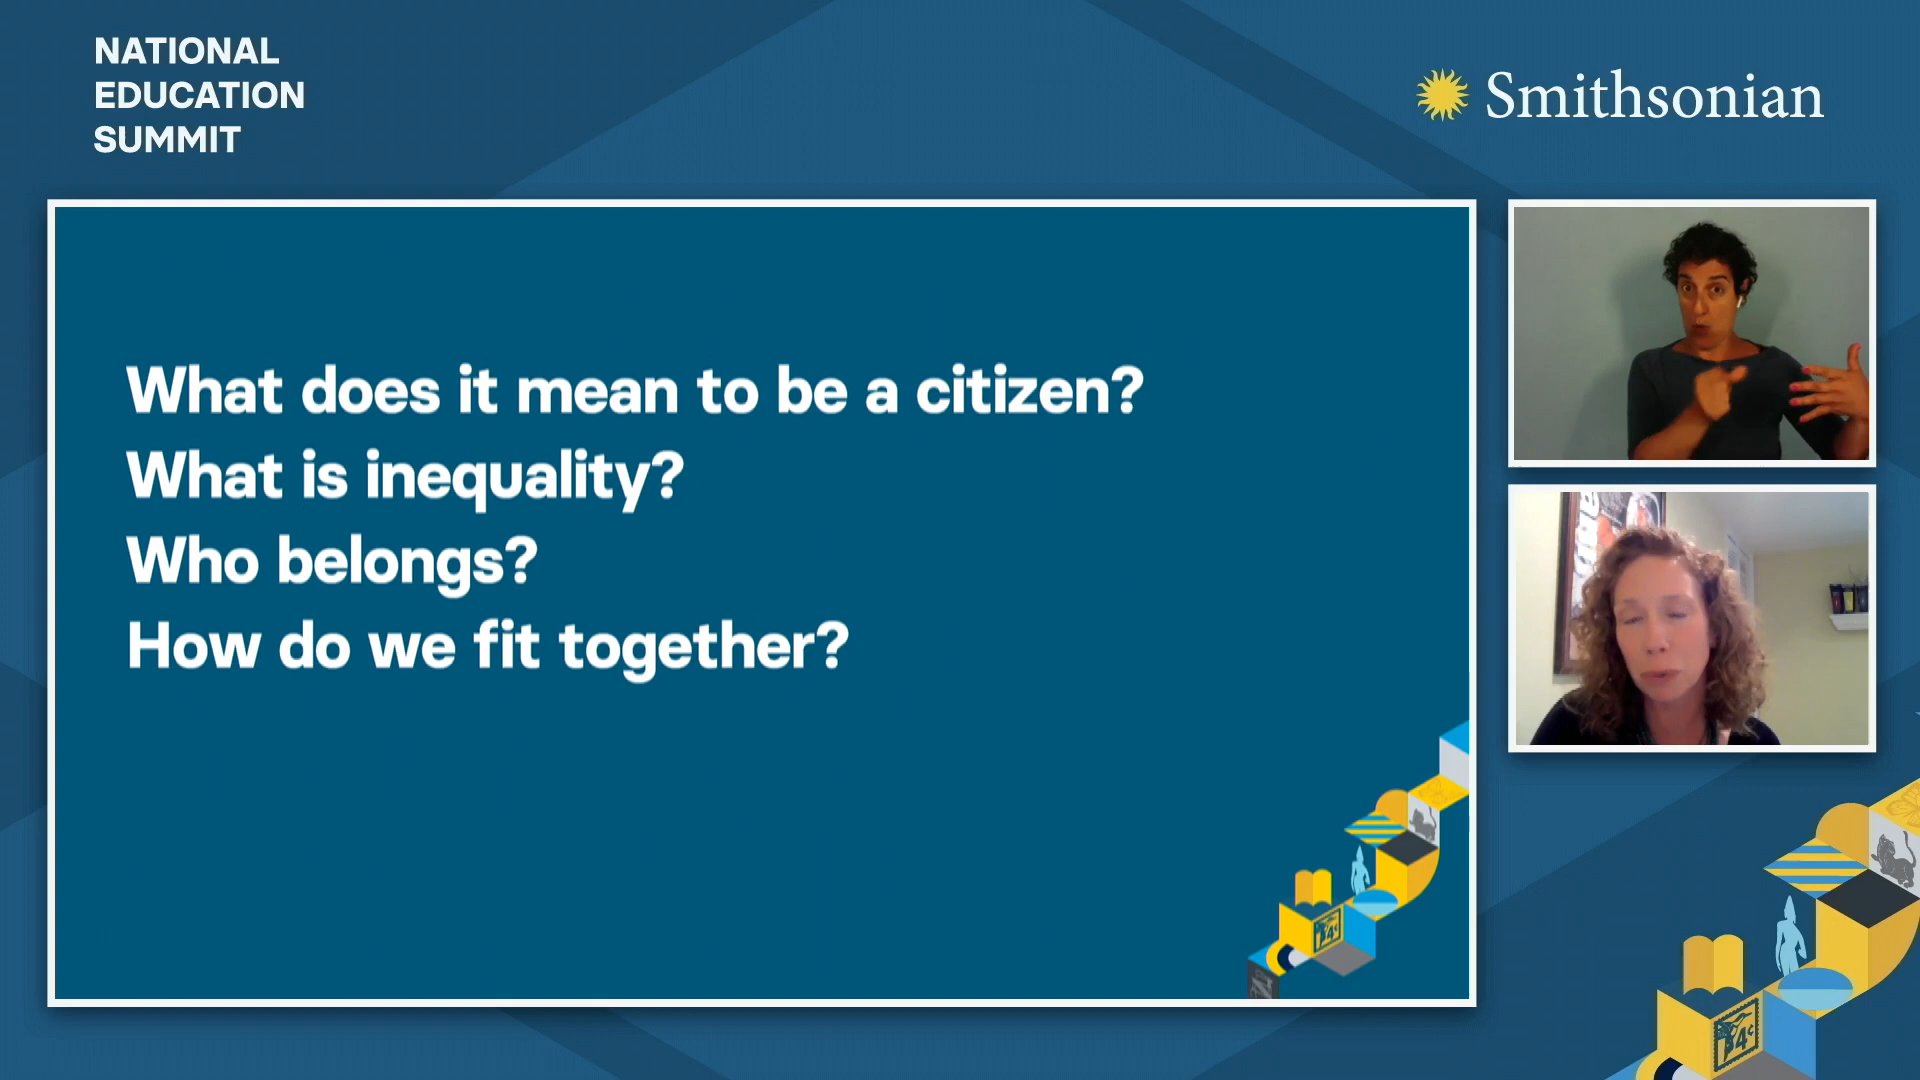 NATIONAL
EDUCATION
SUMMIT
Smithsonian
What does it mean to be a citizen?
What is inequality?
Who belongs?
How do we fit together?
4¢